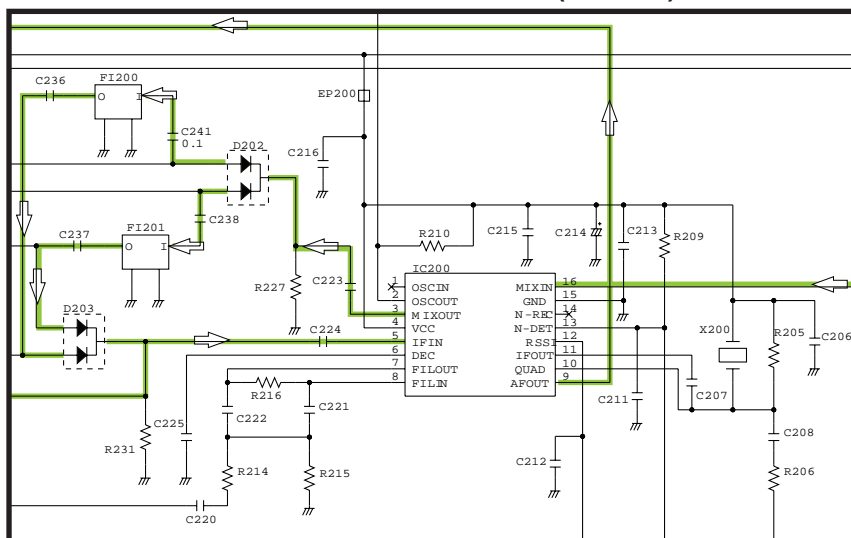 C236
FI200
O
I
C241
0.1
EP200
D202
C216
C237
FI201
O
I
C238
R210
C215
C214
+
C213
R209
R227
C223
IC200
1
OSCIN
2
OSCOUT
3
MIXOUT
4
VCC
5
IFIN
6
DEC
7
FILOUT
8
FILIN
MIXIN
16
GND
15
N-REC
14
N-DET
13
RSSI
12
IFOUT
11
QUAD
10
AFOUT
9
D203
C224
X200
R205
C206
R216
C222
C221
C225
R231
C211
C207
C208
R214
R215
C212
R206
C220